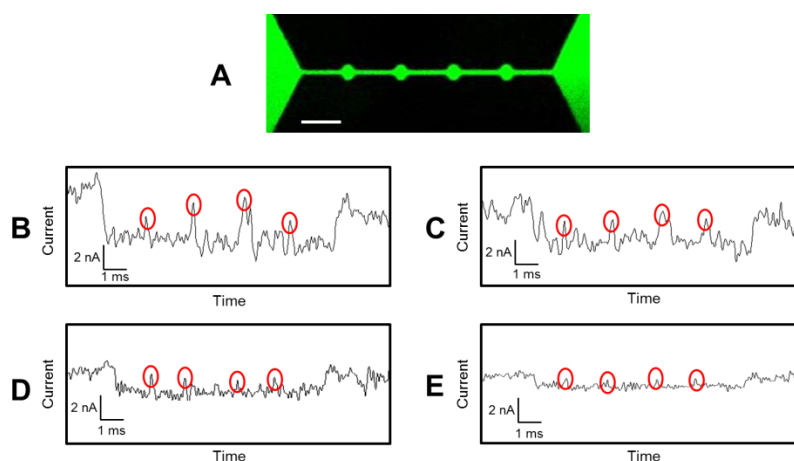 A
B
Current
2 nA
1 ms
Time
C
Current
2 nA
1 ms
Time
D
Current
2 nA
1 ms
Time
E
Current
2 nA
1 ms
Time